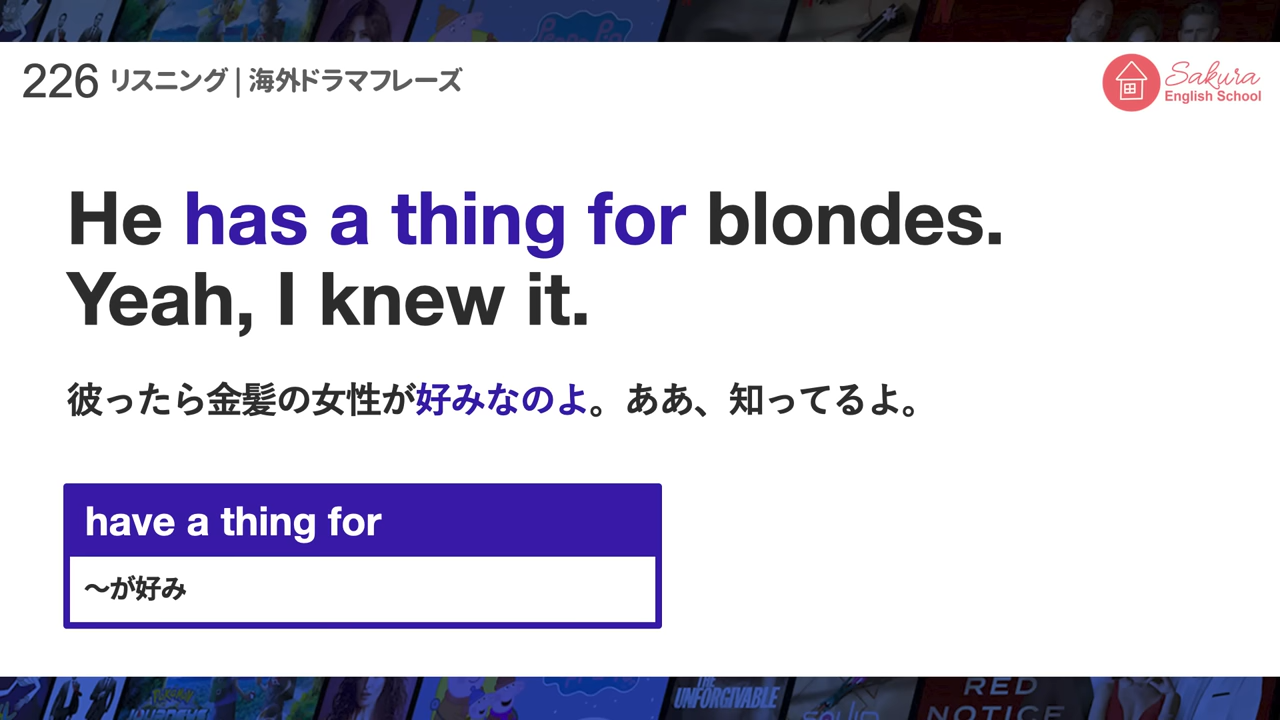 226 リスニング | 海外ドラマフレーズ
Sakura
English School
He has a thing for blondes.
Yeah, I knew it.
彼ったら金髪の女性が好みなのよ。ああ、知ってるよ。
have a thing for
〜が好み
THE
UNFORGIVABLE
RED
NOTICE